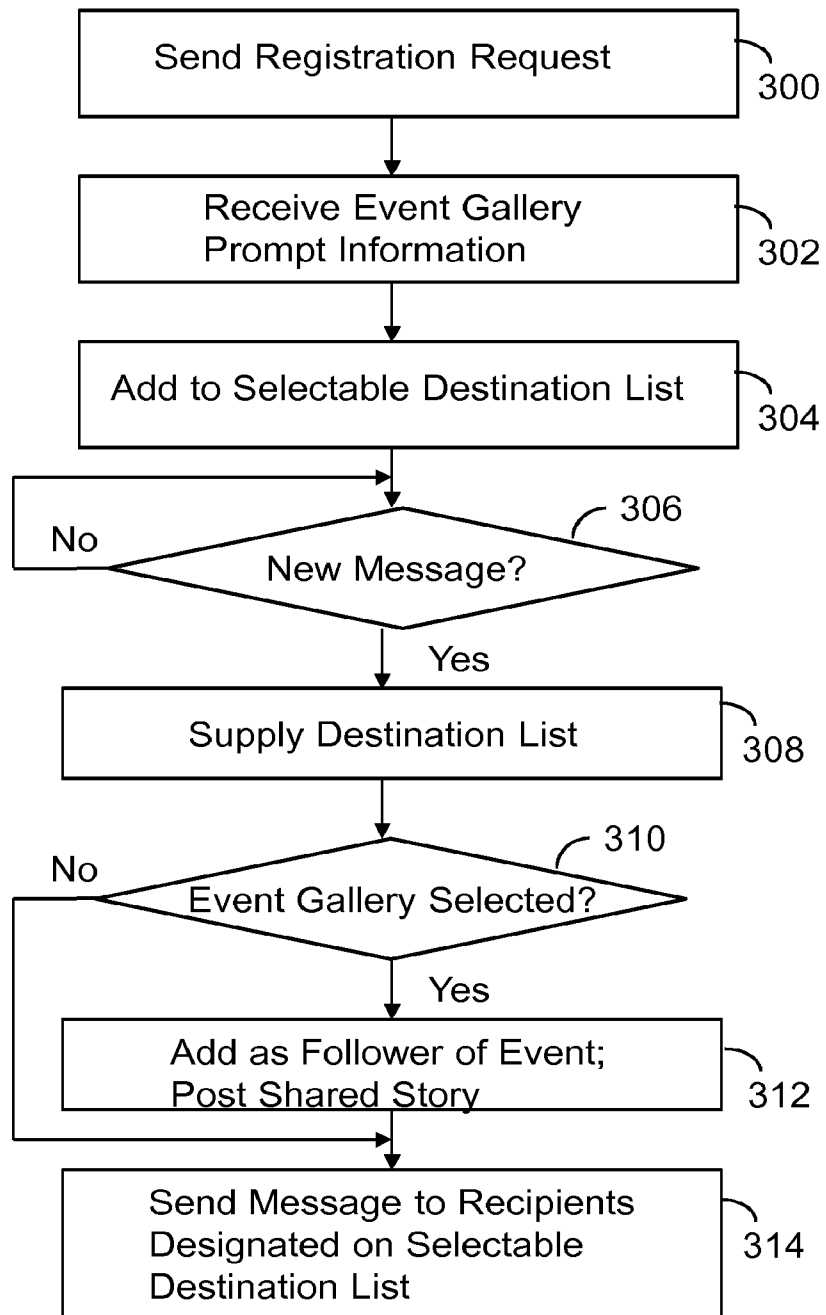 Send Registration Request
300
Receive Event Gallery
Prompt Information
302
Add to Selectable Destination List
304
306
No
New Message?
Yes
Supply Destination List
308
310
No
Event Gallery Selected?
Yes
Add as Follower of Event;
Post Shared Story
312
Send Message to Recipients
Designated on Selectable
Destination List
314